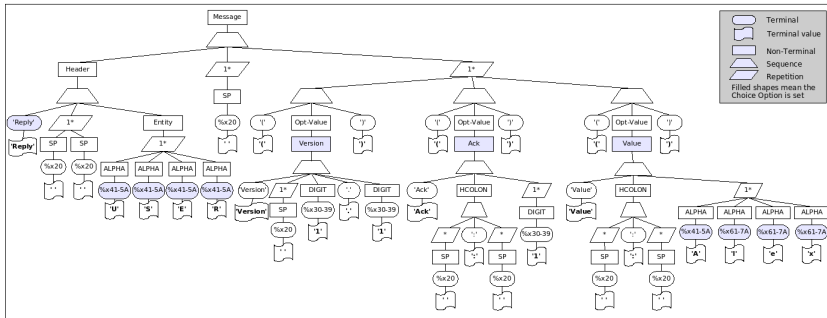 Message
Header 1* 1*
SP
'Reply' 1* Entity %x20 '(' Opt-Value ')' '(' Opt-Value ')' '(' Opt-Value ')'
'Reply' SP SP 1* ' ' '(' Version ')' '(' Ack ')' '(' Value ')'
%x20 %x20 ALPHA ALPHA ALPHA ALPHA
' ' ' ' %x41-5A %x41-5A %x41-5A %x41-5A 'Version' 1* DIGIT '.' DIGIT 'Ack' HCOLON 1* 'Value' HCOLON 1*
'U' 'S' 'E' 'R' 'Version' SP %x30-39 '.' %x30-39 'Ack' DIGIT 'Value' ALPHA ALPHA ALPHA ALPHA
%x20 '1' '1' * ':' * %x30-39 * ':' * %x41-5A %x61-7A %x61-7A %x61-7A
' ' SP ':' SP '1' SP ':' SP 'A' 'l' 'e' 'x'
%x20 %x20 %x20 %x20
' ' ' ' ' ' ' '
Terminal
Terminal value
Non-Terminal
Sequence
Repetition
Filled shapes mean the
Choice Option is set